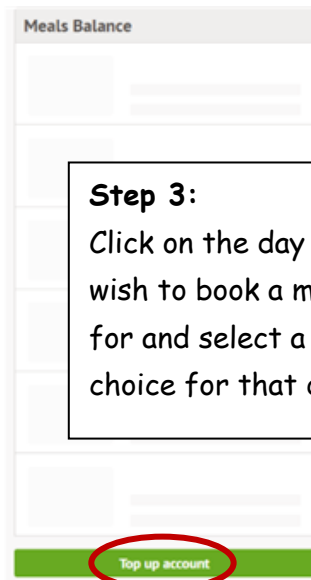 Meals Balance
Step 3:
Click on the day
wish to book a
for and select a
choice for that
Top up account